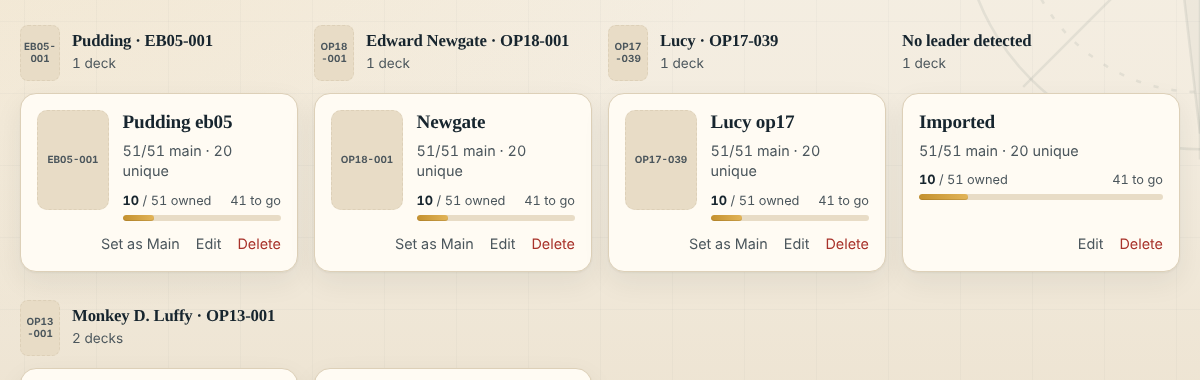 EB05-
001
Pudding · EB05-001
1 deck
OP18
-001
Edward Newgate · OP18-001
1 deck
OP17
-039
Lucy · OP17-039
1 deck
No leader detected
1 deck
EB05-001
Pudding eb05
51/51 main · 20
unique
10 / 51 owned 41 to go
Set as Main Edit Delete
OP18-001
Newgate
51/51 main · 20
unique
10 / 51 owned 41 to go
Set as Main Edit Delete
OP17-039
Lucy op17
51/51 main · 20
unique
10 / 51 owned 41 to go
Set as Main Edit Delete
Imported
51/51 main · 20 unique
10 / 51 owned 41 to go
Edit Delete
OP13
-001
Monkey D. Luffy · OP13-001
2 decks